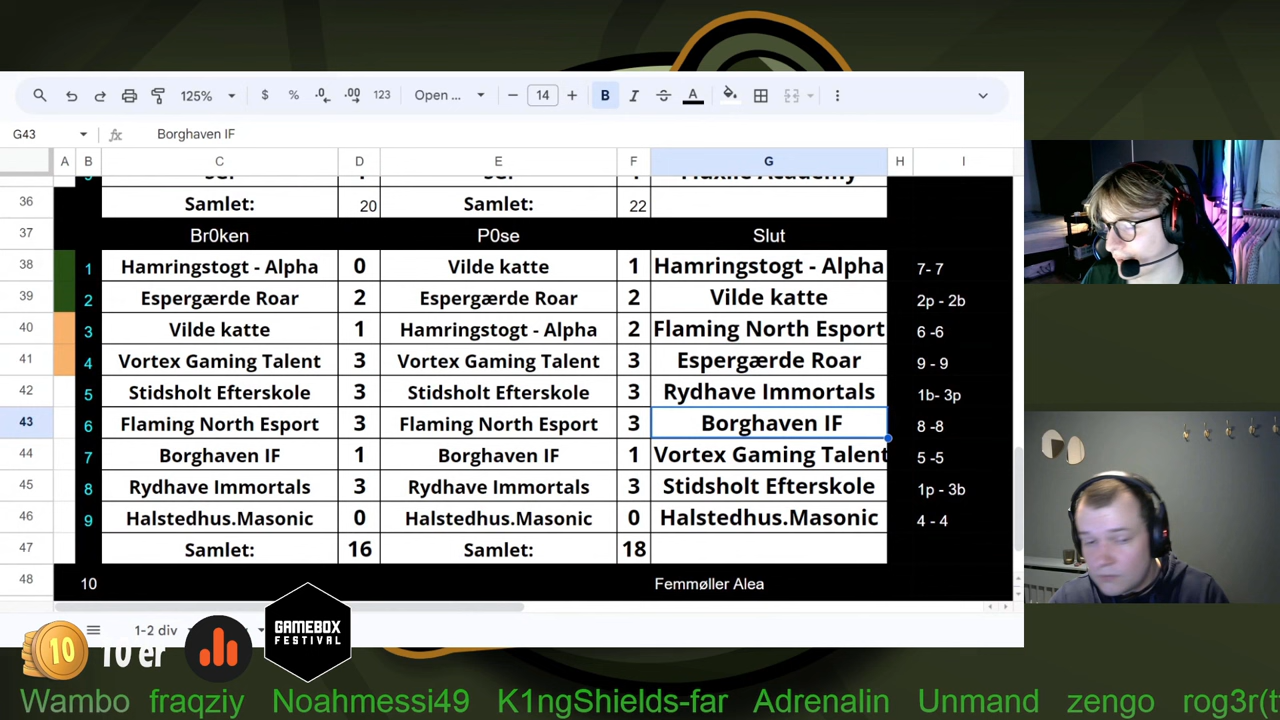 125% $ % .0 .00 123 Open ... 14 B I A
G43 fx Borghaven IF
A B C D E F G H I
36 Samlet: 20 Samlet: 22
37 Br0ken P0se Slut
38 1 Hamringstogt - Alpha 0 Vilde katte 1 Hamringstogt - Alpha 7- 7
39 2 Espergærde Roar 2 Espergærde Roar 2 Vilde katte 2p - 2b
40 3 Vilde katte 1 Hamringstogt - Alpha 2 Flaming North Esport 6 -6
41 4 Vortex Gaming Talent 3 Vortex Gaming Talent 3 Espergærde Roar 9 - 9
42 5 Stidsholt Efterskole 3 Stidsholt Efterskole 3 Rydhave Immortals 1b- 3p
43 6 Flaming North Esport 3 Flaming North Esport 3 Borghaven IF 8 -8
44 7 Borghaven IF 1 Borghaven IF 1 Vortex Gaming Talent 5 -5
45 8 Rydhave Immortals 3 Rydhave Immortals 3 Stidsholt Efterskole 1p - 3b
46 9 Halstedhus.Masonic 0 Halstedhus.Masonic 0 Halstedhus.Masonic 4 - 4
47 Samlet: 16 Samlet: 18
48 10 Femmøller Alea
1-2 div
10 10 er
GAMEBOX
FESTIVAL
Wambo fraqziy Noahmessi49 K1ngShields-far Adrenalin Unmand zengo rog3r(t